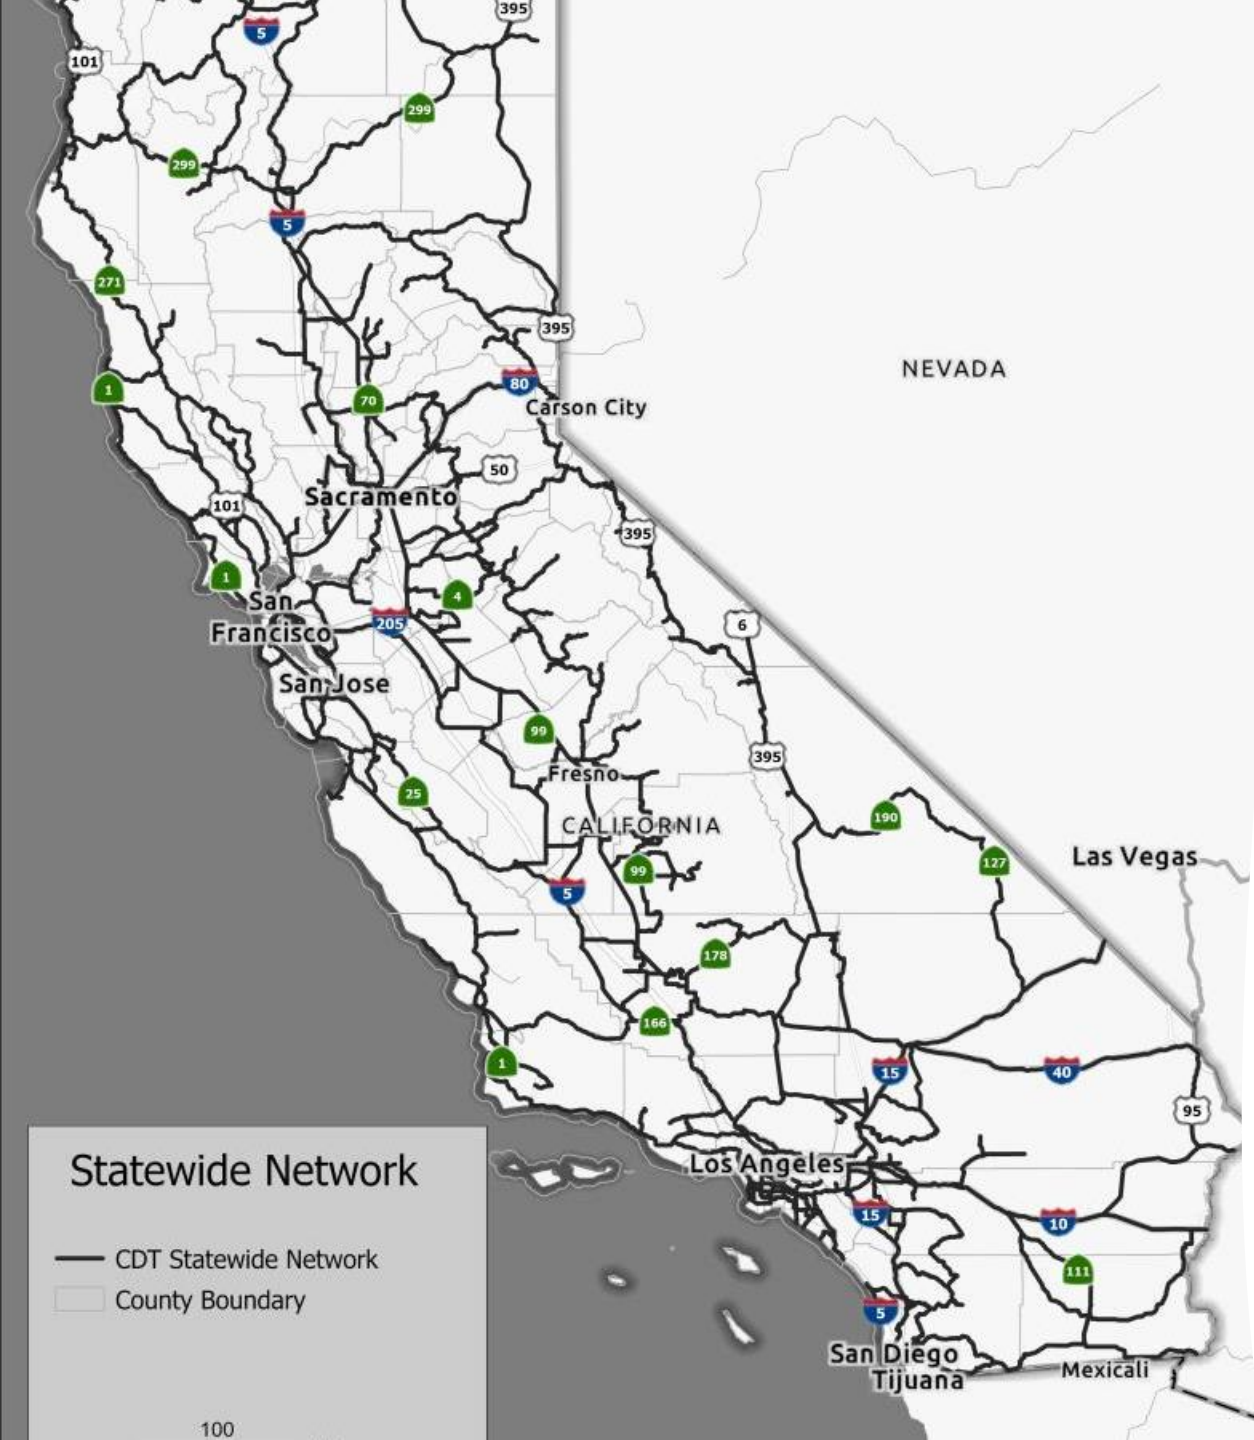 395
5
101
299
299
5
271
395
80
1
70
Carson City
NEVADA
50
Sacramento
101
395
1
4
San
Francisco
205
6
San Jose
99
395
Fresno
25
190
CALIFORNIA
127
Las Vegas
99
5
178
166
1
15
40
95
Los Angeles
15
10
111
5
San Diego
Tijuana
Mexicali
Statewide Network
CDT Statewide Network
County Boundary
100